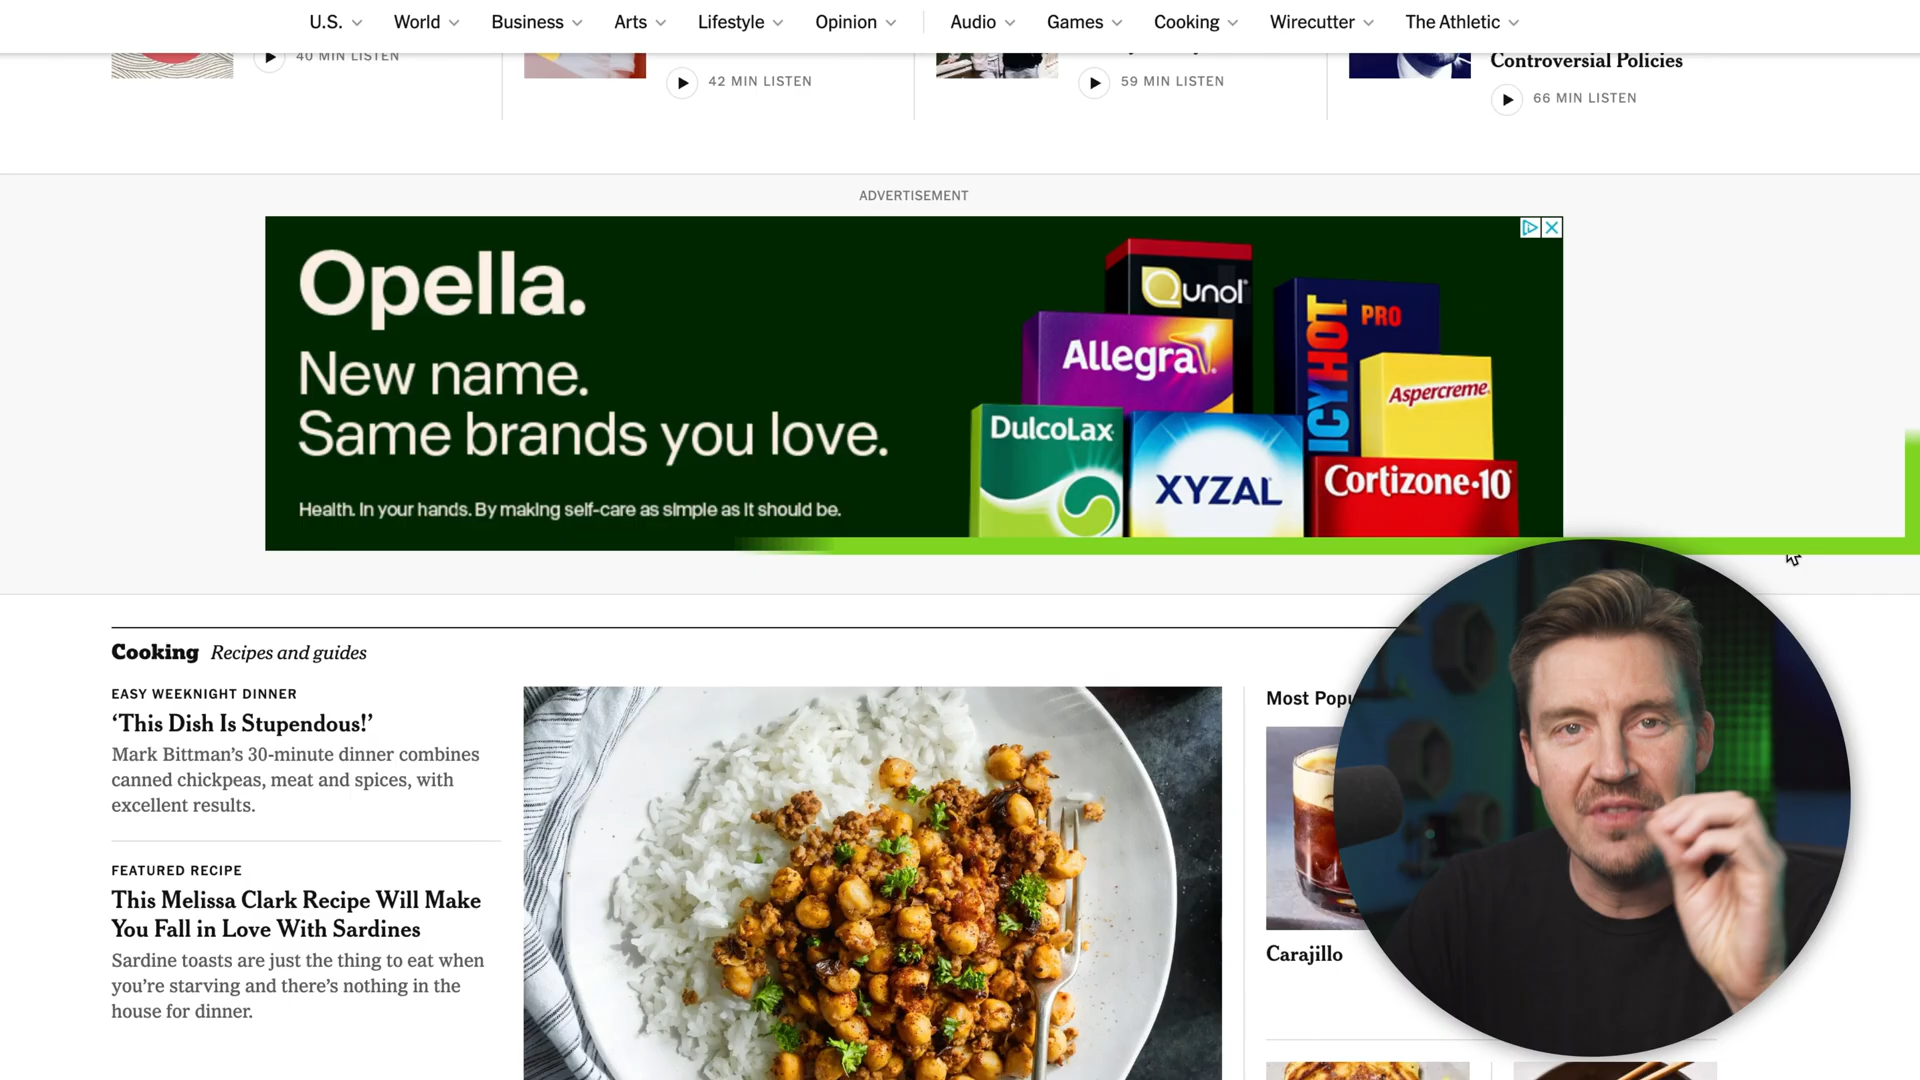 U.S. World Business Arts Lifestyle Opinion Audio Games Cooking Wirecutter The Athletic
40 MIN LISTEN
42 MIN LISTEN
59 MIN LISTEN
Controversial Policies
66 MIN LISTEN
ADVERTISEMENT
Opella.
New name.
Same brands you love.
Health. In your hands. By making self-care as simple as it should be.
Qunol
Allegra
ICY HOT PRO
Aspercreme
DulcoLax
XYZAL
Cortizone•10
Cooking Recipes and guides
EASY WEEKNIGHT DINNER
‘This Dish Is Stupendous!’
Mark Bittman’s 30-minute dinner combines
canned chickpeas, meat and spices, with
excellent results.
FEATURED RECIPE
This Melissa Clark Recipe Will Make
You Fall in Love With Sardines
Sardine toasts are just the thing to eat when
you’re starving and there’s nothing in the
house for dinner.
Most
Carajillo